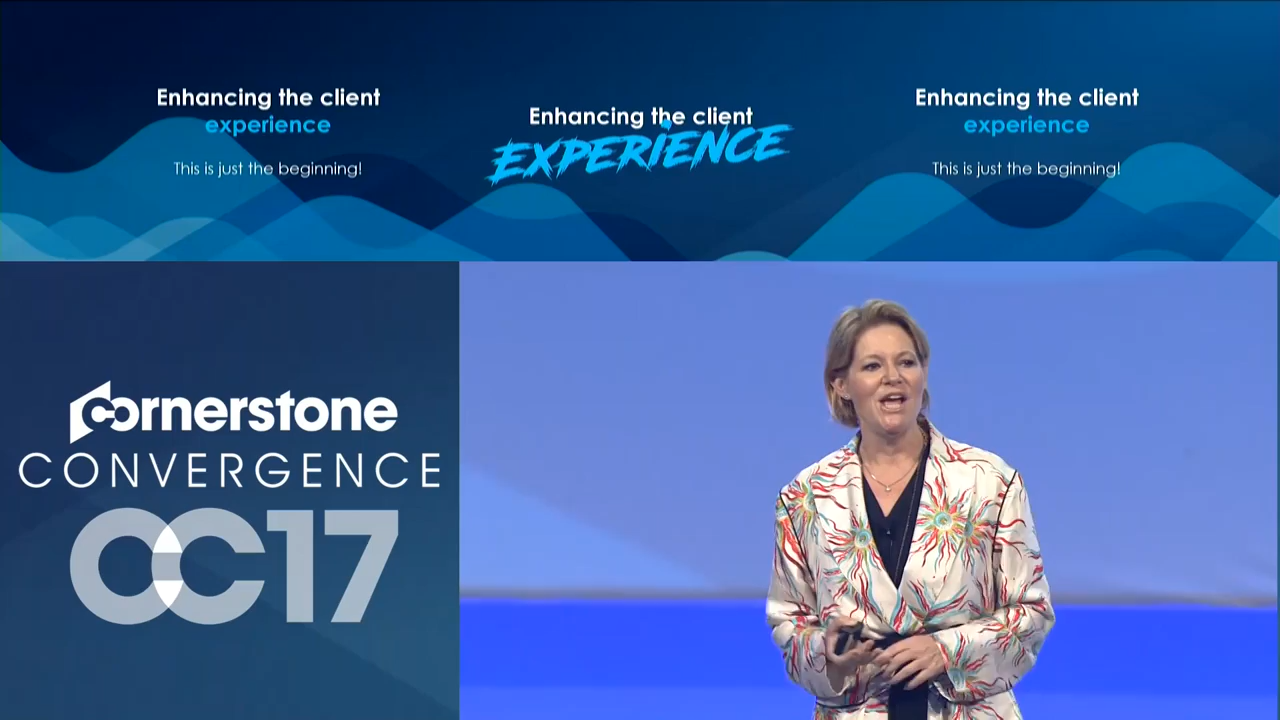 Enhancing the client
experience
This is just the beginning!
Enhancing the client
EXPERIENCE
Enhancing the client
experience
This is just the beginning!
Cornerstone
CONVERGENCE
CC17